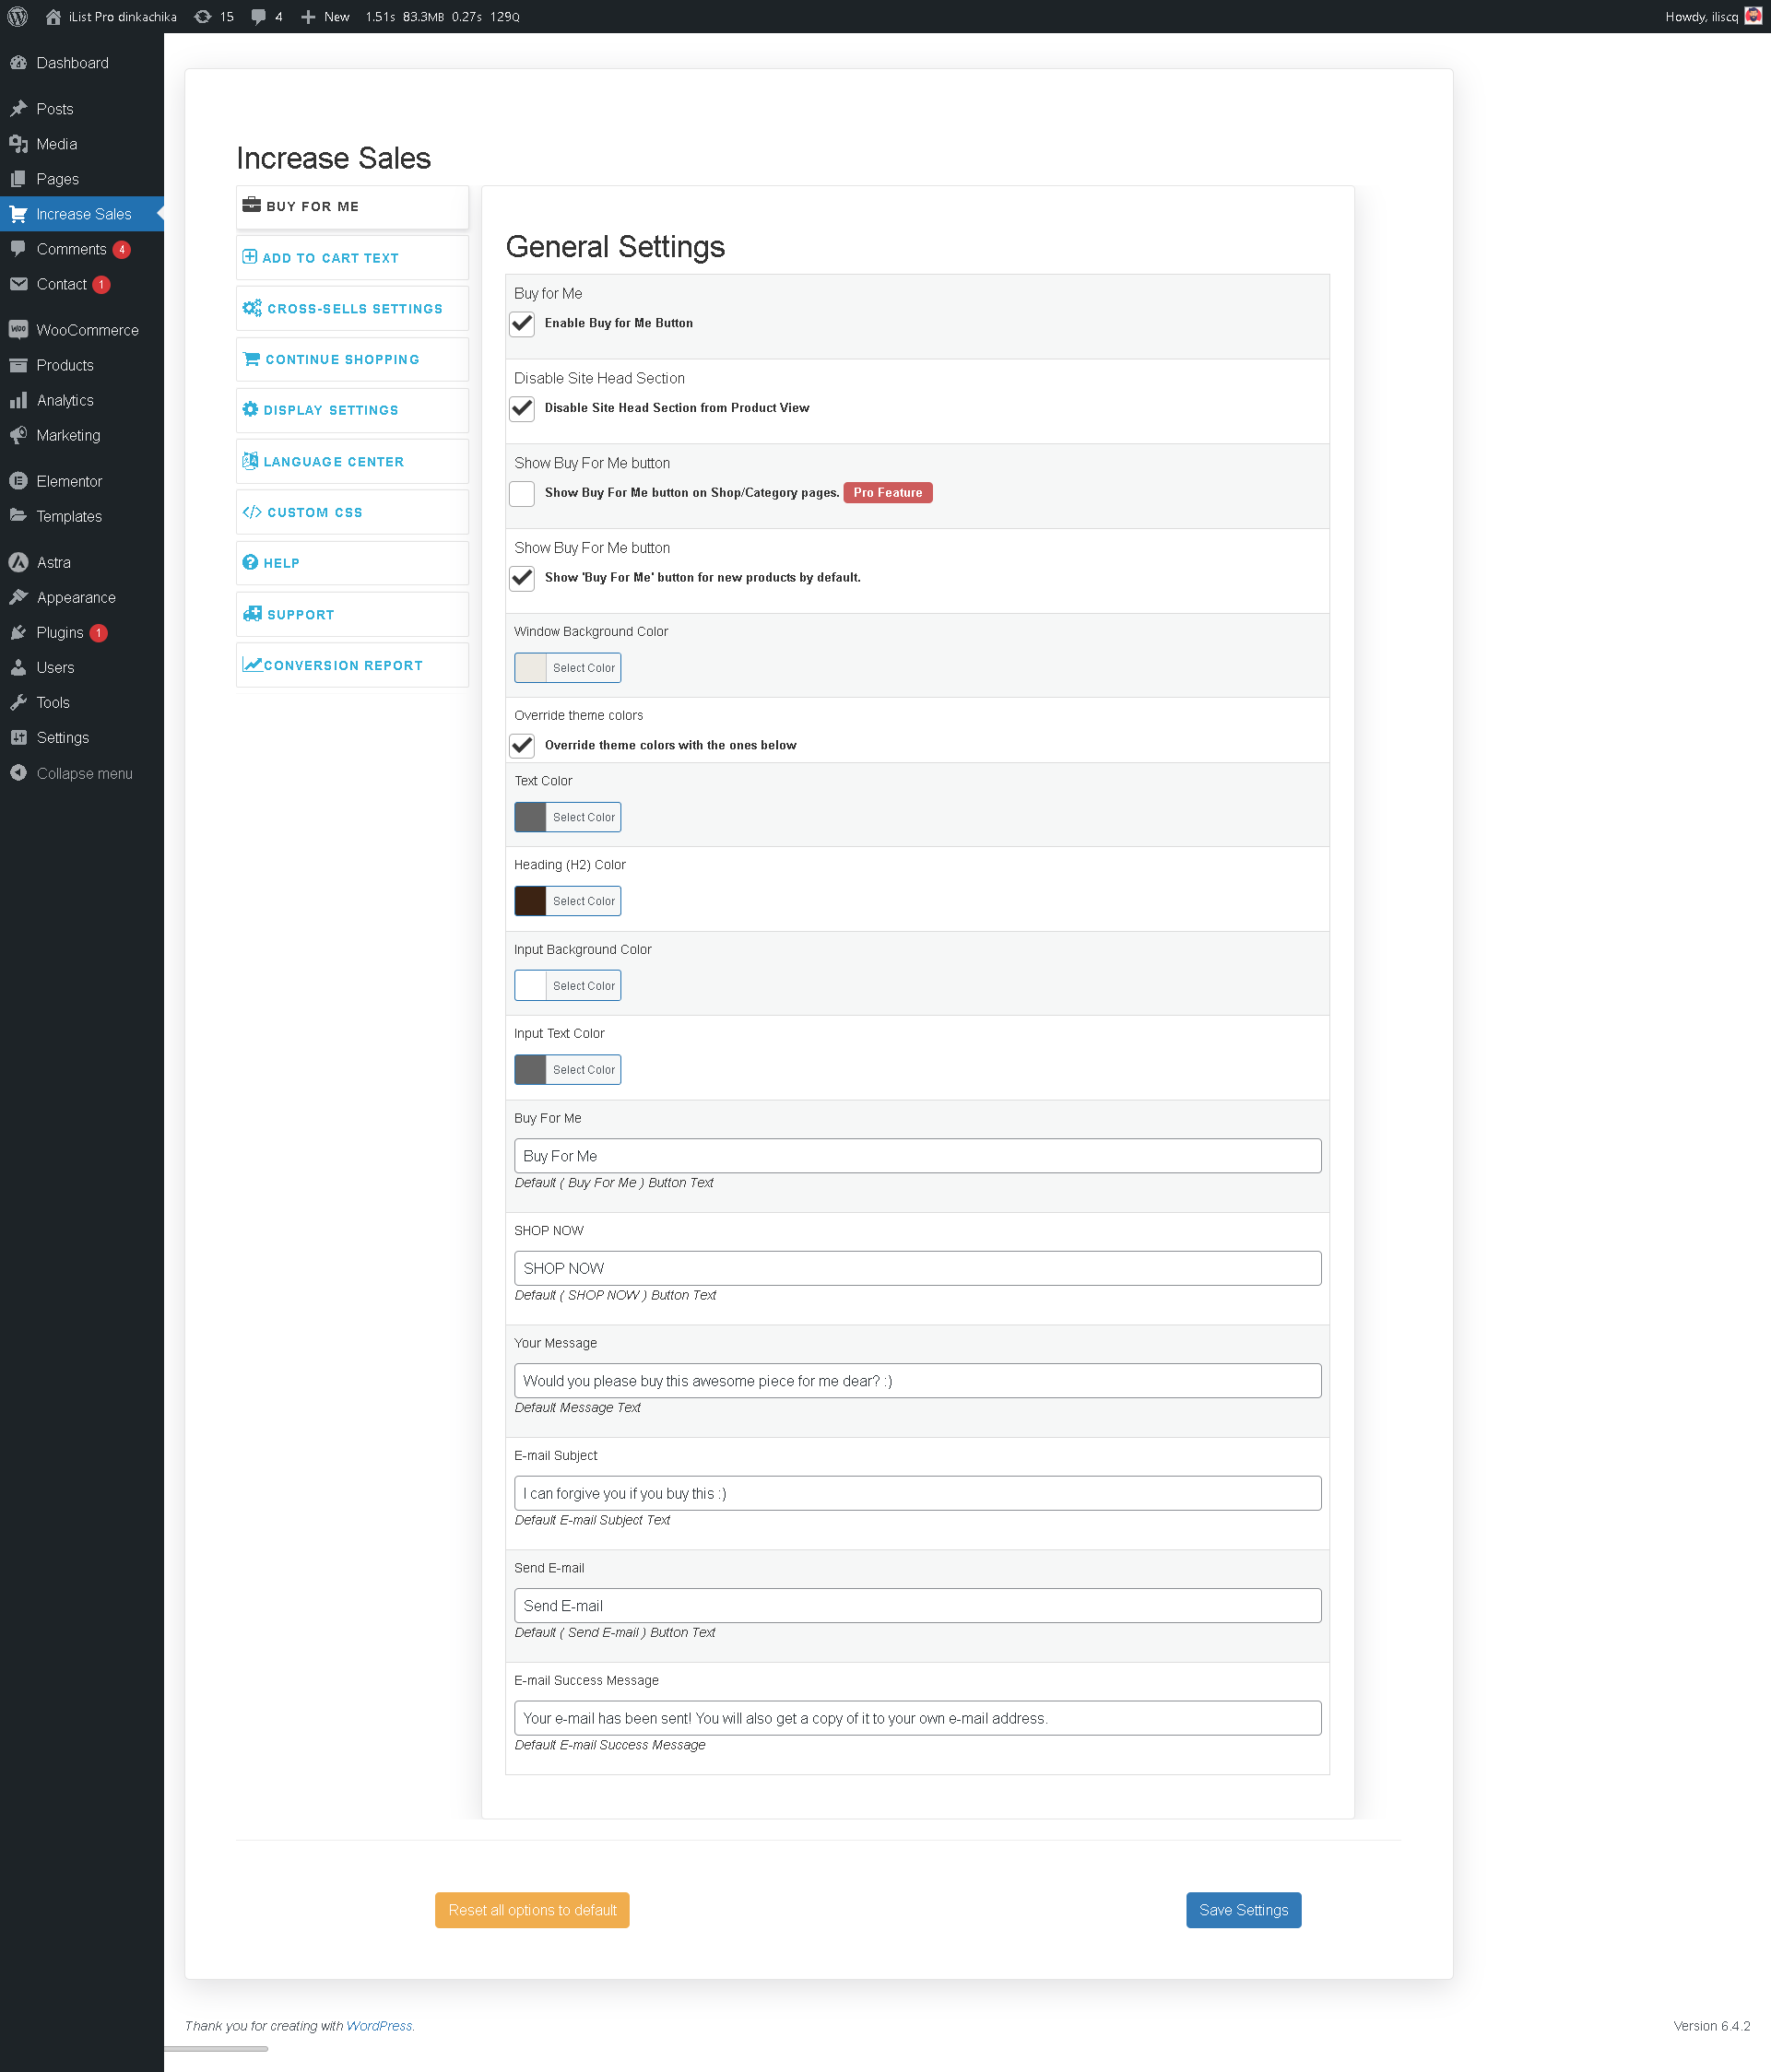 iList Pro dinkachika 15 4 New 1.51s 83.3MB 0.27s 129Q Howdy, iliscq
Dashboard
Posts
Media
Pages
Increase Sales
Comments 4
Contact 1
WooCommerce
Products
Analytics
Marketing
Elementor
Templates
Astra
Appearance
Plugins 1
Users
Tools
Settings
Collapse menu
Increase Sales
BUY FOR ME
ADD TO CART TEXT
CROSS-SELLS SETTINGS
CONTINUE SHOPPING
DISPLAY SETTINGS
LANGUAGE CENTER
CUSTOM CSS
HELP
SUPPORT
CONVERSION REPORT
General Settings
Buy for Me
Enable Buy for Me Button
Disable Site Head Section
Disable Site Head Section from Product View
Show Buy For Me button
Show Buy For Me button on Shop/Category pages. Pro Feature
Show Buy For Me button
Show 'Buy For Me' button for new products by default.
Window Background Color
Select Color
Override theme colors
Override theme colors with the ones below
Text Color
Select Color
Heading (H2) Color
Select Color
Input Background Color
Select Color
Input Text Color
Select Color
Buy For Me
Buy For Me
Default ( Buy For Me ) Button Text
SHOP NOW
SHOP NOW
Default ( SHOP NOW ) Button Text
Your Message
Would you please buy this awesome piece for me dear? :)
Default Message Text
E-mail Subject
I can forgive you if you buy this :)
Default E-mail Subject Text
Send E-mail
Send E-mail
Default ( Send E-mail ) Button Text
E-mail Success Message
Your e-mail has been sent! You will also get a copy of it to your own e-mail address.
Default E-mail Success Message
Reset all options to default Save Settings
Thank you for creating with WordPress. Version 6.4.2